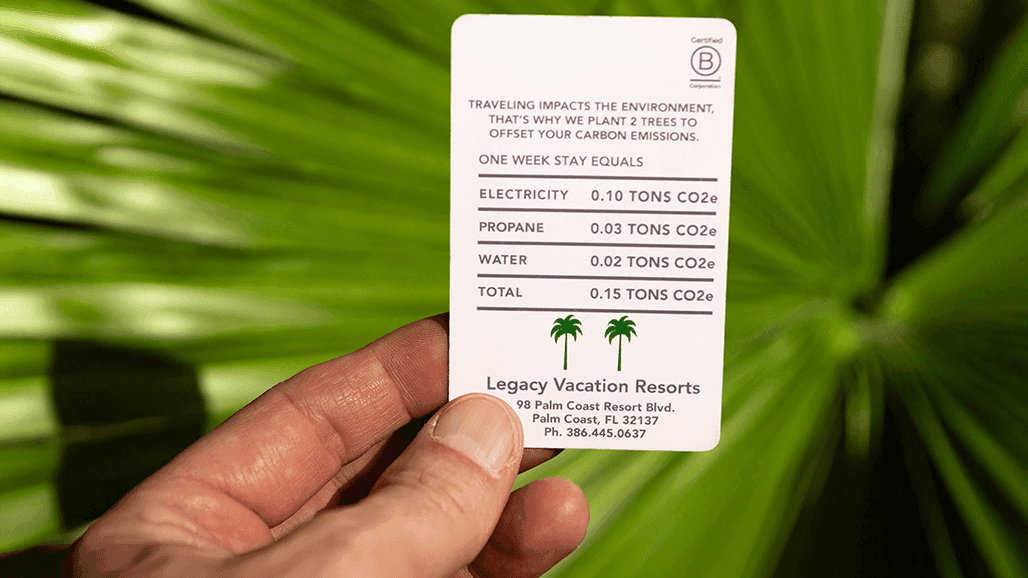 Certified
B
Corporation
TRAVELING IMPACTS THE ENVIRONMENT,
THAT'S WHY WE PLANT 2 TREES TO
OFFSET YOUR CARBON EMISSIONS.
ONE WEEK STAY EQUALS
ELECTRICITY 0.10 TONS CO2e
PROPANE 0.03 TONS CO2e
WATER 0.02 TONS CO2e
TOTAL 0.15 TONS CO2e
Legacy Vacation Resorts
98 Palm Coast Resort Blvd.
Palm Coast, FL 32137
Ph. 386.445.0637